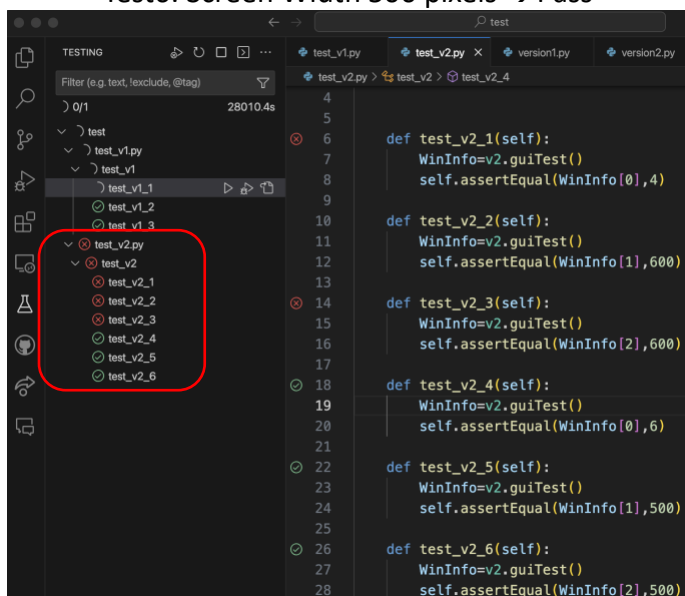 Test6: Screen Width 500 pixels → Pass
test
TESTING
Filter (e.g. text, !exclude, @tag)
0/1 28010.4s
test
test_v1.py
test_v1
test_v1_1
test_v1_2
test_v1_3
test_v2.py
test_v2
test_v2_1
test_v2_2
test_v2_3
test_v2_4
test_v2_5
test_v2_6
test_v1.py test_v2.py version1.py version2.py
test_v2.py > test_v2 > test_v2_4
4
5
6 def test_v2_1(self):
7 WinInfo=v2.guiTest()
8 self.assertEqual(WinInfo[0],4)
9
10 def test_v2_2(self):
11 WinInfo=v2.guiTest()
12 self.assertEqual(WinInfo[1],600)
13
14 def test_v2_3(self):
15 WinInfo=v2.guiTest()
16 self.assertEqual(WinInfo[2],600)
17
18 def test_v2_4(self):
19 WinInfo=v2.guiTest()
20 self.assertEqual(WinInfo[0],6)
21
22 def test_v2_5(self):
23 WinInfo=v2.guiTest()
24 self.assertEqual(WinInfo[1],500)
25
26 def test_v2_6(self):
27 WinInfo=v2.guiTest()
28 self.assertEqual(WinInfo[2],500)